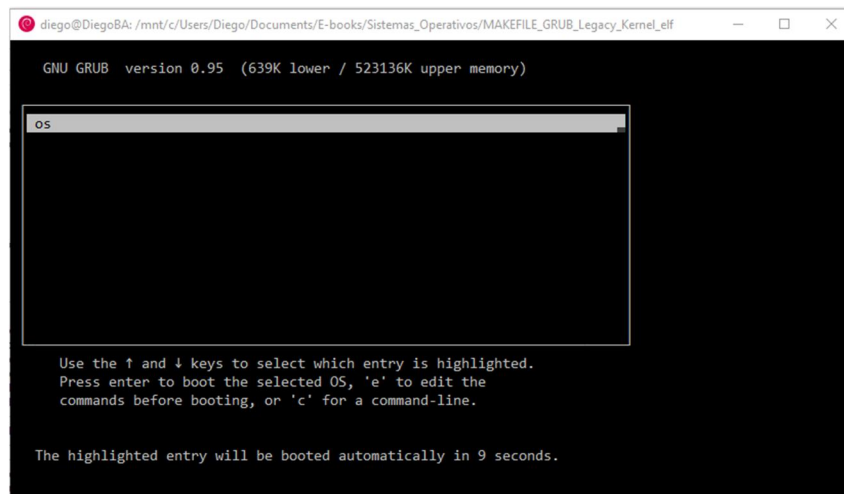 diego@DiegoBA: /mnt/c/Users/Diego/Documents/E-books/Sistemas_Operativos/MAKEFILE_GRUB_Legacy_Kernel_elf
GNU GRUB version 0.95 (639K lower / 523136K upper memory)
os
Use the ↑ and ↓ keys to select which entry is highlighted.
Press enter to boot the selected OS, 'e' to edit the
commands before booting, or 'c' for a command-line.
The highlighted entry will be booted automatically in 9 seconds.